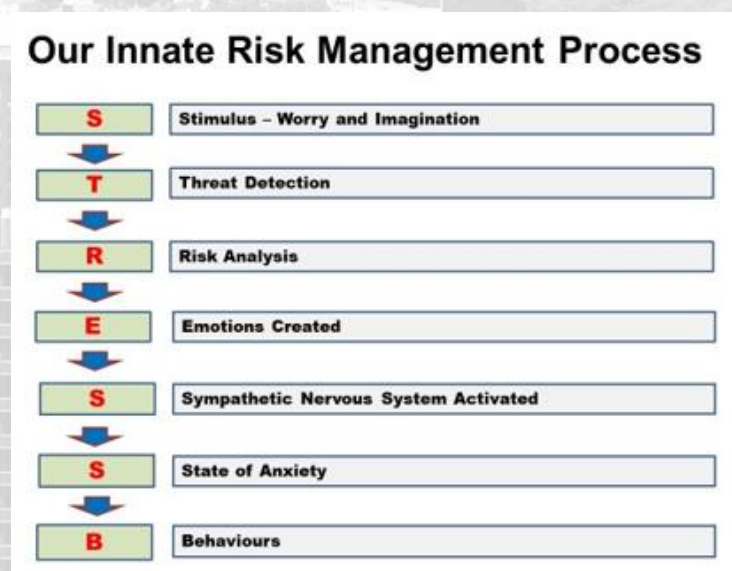 Our Innate Risk Management Process
S Stimulus – Worry and Imagination
T Threat Detection
R Risk Analysis
E Emotions Created
S Sympathetic Nervous System Activated
S State of Anxiety
B Behaviours